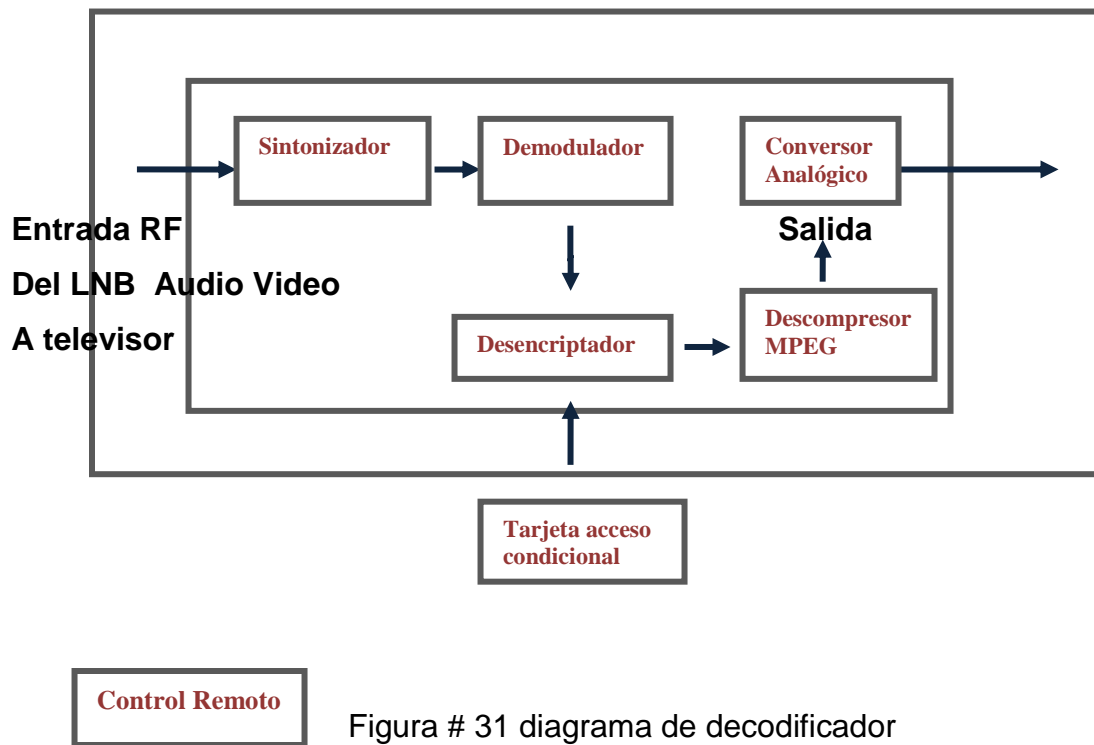 Sintonizador
Demodulador
Conversor
Analógico
Entrada RF
Salida
Del LNB Audio Video
A televisor
Desencriptador
Descompresor
MPEG
Tarjeta acceso
condicional
Control Remoto
Figura # 31 diagrama de decodificador